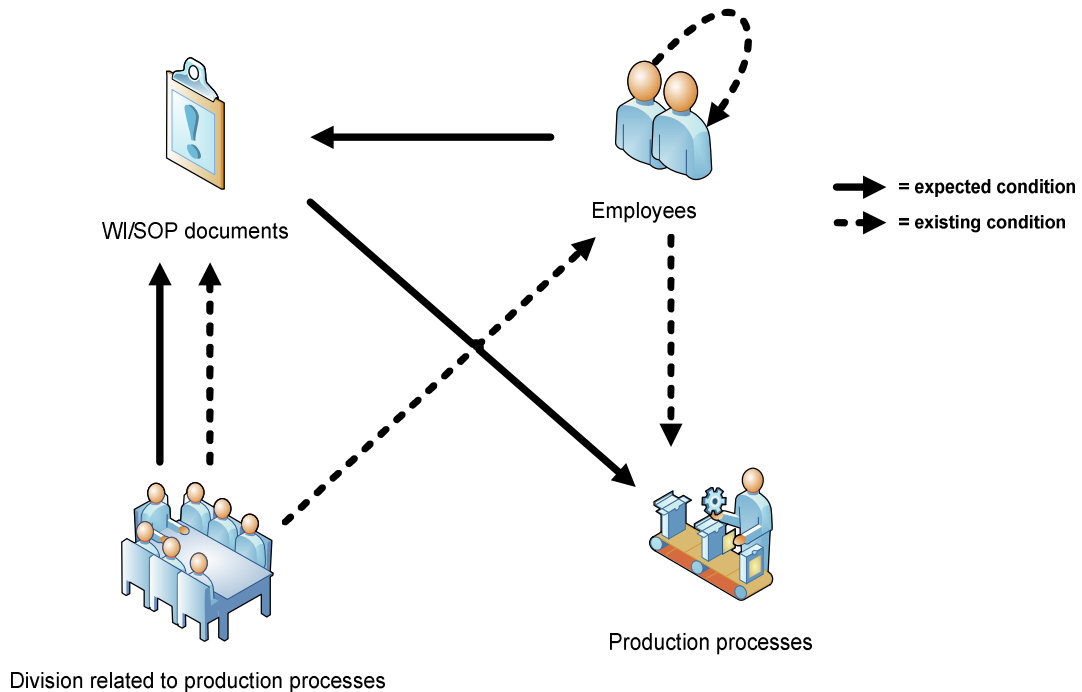 WI/SOP documents
Employees
= expected condition
= existing condition
Production processes
Division related to production processes